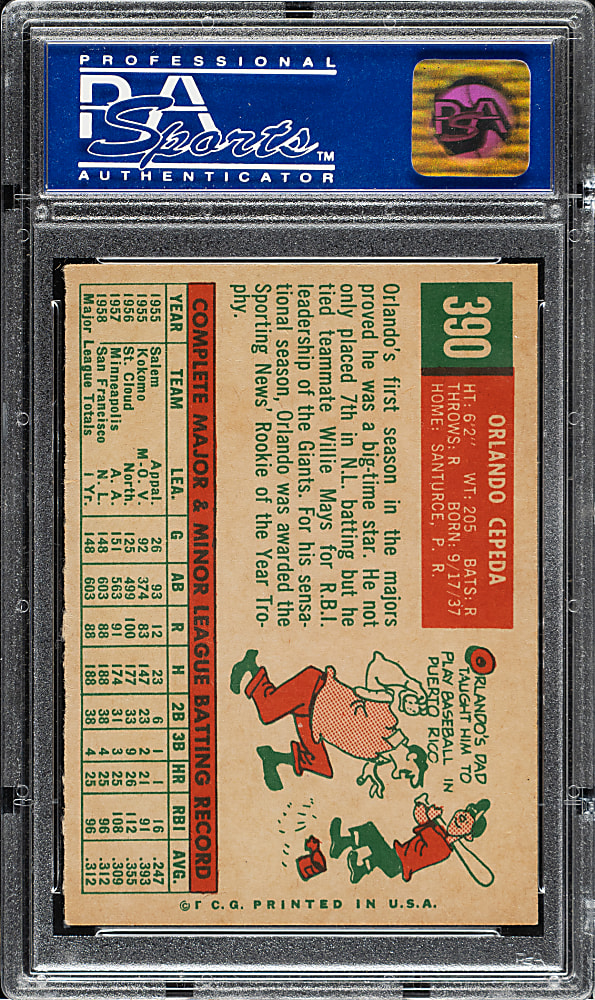 PROFESSIONAL
PSA
Sports™
AUTHENTICATOR
PSA
390
ORLANDO CEPEDA
HT: 6'2" WT: 205 BATS: R
THROWS: R BORN: 9/17/37
HOME: SANTURCE, P. R.
Orlando's first season in the majors
proved he was a big-time star. He not
only placed 7th in N.L. batting but he
tied teammate Willie Mays for R.B.I.
leadership of the Giants. For his sensa-
tional season, Orlando was awarded the
Sporting News' Rookie of the Year Tro-
phy.
ORLANDO'S DAD
TAUGHT HIM TO
PLAY BASEBALL IN
PUERTO RICO
COMPLETE MAJOR & MINOR LEAGUE BATTING RECORD
YEAR TEAM LEA. G AB R H 2B 3B HR RBI AVG.
1955 Salem Appal. 26 93 12 23 6 1 1 16 .247
1955 Kokomo M.-O. V. 92 374 83 147 23 2 21 91 .393
1956 St. Cloud North. 125 499 100 177 33 9 26 112 .355
1957 Minneapolis A. A. 151 563 91 174 31 3 25 108 .309
1958 San Francisco N. L. 148 603 88 188 38 4 25 96 .312
Major League Totals 1 Yr. 148 603 88 188 38 4 25 96 .312
© T. C. G. PRINTED IN U.S.A.